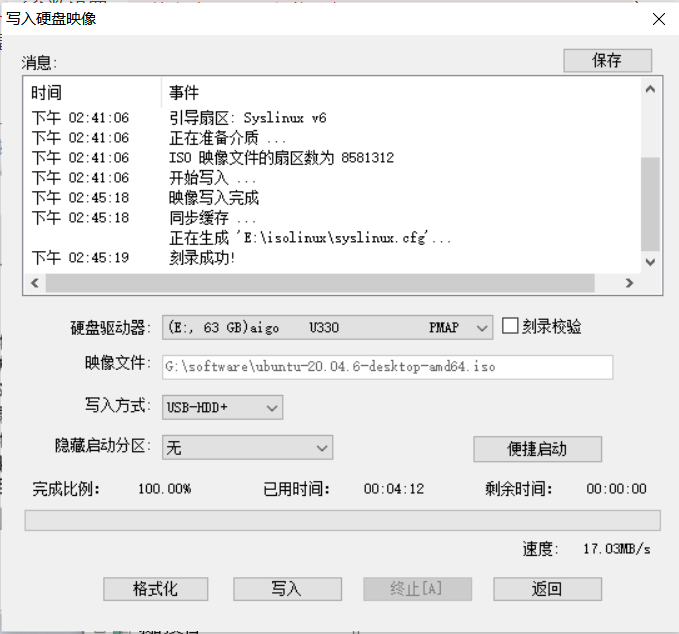 写入硬盘映像
消息:
保存
时间 事件
下午 02:41:06 引导扇区: Syslinux v6
下午 02:41:06 正在准备介质 ...
下午 02:41:06 ISO 映像文件的扇区数为 8581312
下午 02:41:06 开始写入 ...
下午 02:45:18 映像写入完成
下午 02:45:18 同步缓存 ...
正在生成 'E:\isolinux\syslinux.cfg'...
下午 02:45:19 刻录成功!
硬盘驱动器: (E:, 63 GB)aigo U330 PMAP 刻录校验
映像文件: G:\software\ubuntu-20.04.6-desktop-amd64.iso
写入方式: USB-HDD+
隐藏启动分区: 无 便捷启动
完成比例: 100.00% 已用时间: 00:04:12 剩余时间: 00:00:00
速度: 17.03MB/s
格式化 写入 终止[A] 返回